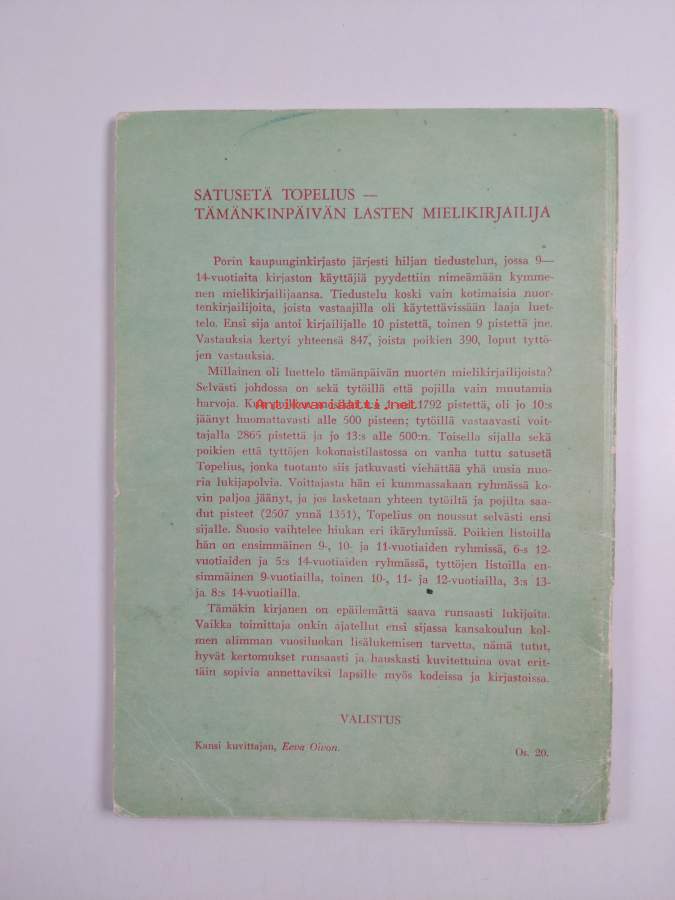 SATUSETÄ TOPELIUS —
TÄMÄNKINPÄIVÄN LASTEN MIELIKIRJAILIJA
Porin kaupunginkirjasto järjesti hiljan tiedustelun, jossa 9—
14-vuotiaita kirjaston käyttäjiä pyydettiin nimeämään kymme-
nen mielikirjailijaansa. Tiedustelu koski vain kotimaisia nuor-
tenkirjailijoita, joista vastaajilla oli käytettävissään laaja luet-
telo. Ensi sija antoi kirjailijalle 10 pistettä, toinen 9 pistettä jne.
Vastauksia kertyi yhteensä 847, joista poikien 390, loput tyttö-
jen vastauksia.
Millainen oli luettelo tämänpäivän nuorten mielikirjailijoista?
Selvästi johdossa on sekä tytöillä että pojilla vain muutamia
harvoja. 1792 pistettä, oli jo 10:s
Antikvariaatti.net
jäänyt huomattavasti alle 500 pisteen; tytöillä vastaavasti voit-
tajalla 2865 pistettä ja jo 13:s alle 500:n. Toisella sijalla sekä
poikien että tyttöjen kokonaistilastossa on vanha tuttu satusetä
Topelius, jonka tuotanto siis jatkuvasti viehättää yhä uusia nuo-
ria lukijapolvia. Voittajasta hän ei kummassakaan ryhmässä ko-
vin paljoa jäänyt, ja jos lasketaan yhteen tytöiltä ja pojilta saa-
dut pisteet (2507 ynnä 1351), Topelius on noussut selvästi ensi
sijalle. Suosio vaihtelee hiukan eri ikäryhmissä. Poikien listoilla
hän on ensimmäinen 9-, 10- ja 11-vuotiaiden ryhmissä, 6-s 12-
vuotiaiden ja 5:s 14-vuotiaiden ryhmässä, tyttöjen listoilla en-
simmäinen 9-vuotiailla, toinen 10-, 11- ja 12-vuotiailla, 3:s 13-
ja 8:s 14-vuotiailla.
Tämäkin kirjanen on epäilemättä saava runsaasti lukijoita.
Vaikka toimittaja onkin ajatellut ensi sijassa kansakoulun kol-
men alimman vuosiluokan lisälukemisen tarvetta, nämä tutut,
hyvät kertomukset runsaasti ja hauskasti kuvitettuina ovat erit-
täin sopivia annettaviksi lapsille myös kodeissa ja kirjastoissa.
VALISTUS
Kansi kuvittajan, Eeva Oivon.
Os. 20.